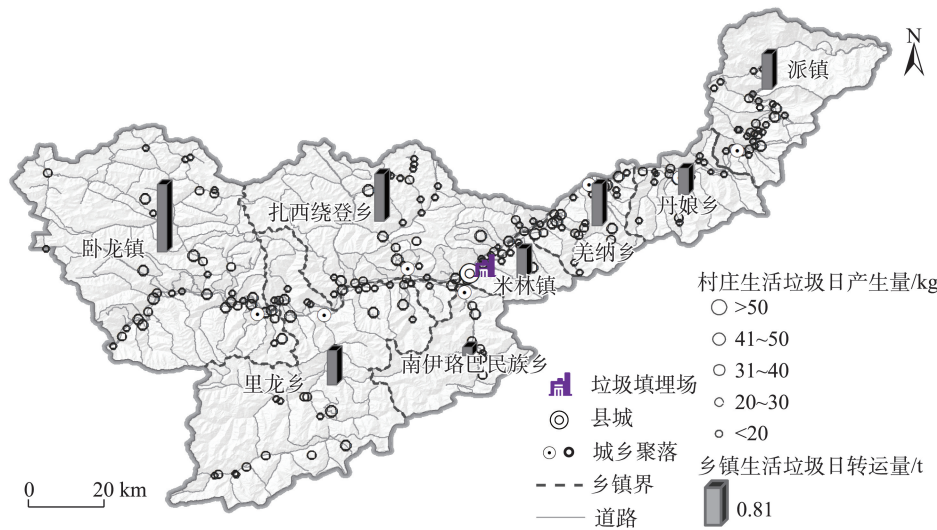 N
派镇
扎西绕登乡
丹娘乡
卧龙镇
羌纳乡
米林镇
里龙乡
南伊珞巴民族乡
村庄生活垃圾日产生量/kg
>50
41~50
31~40
20~30
<20
垃圾填埋场
县城
城乡聚落
乡镇界
道路
乡镇生活垃圾日转运量/t
0.81
0 20 km